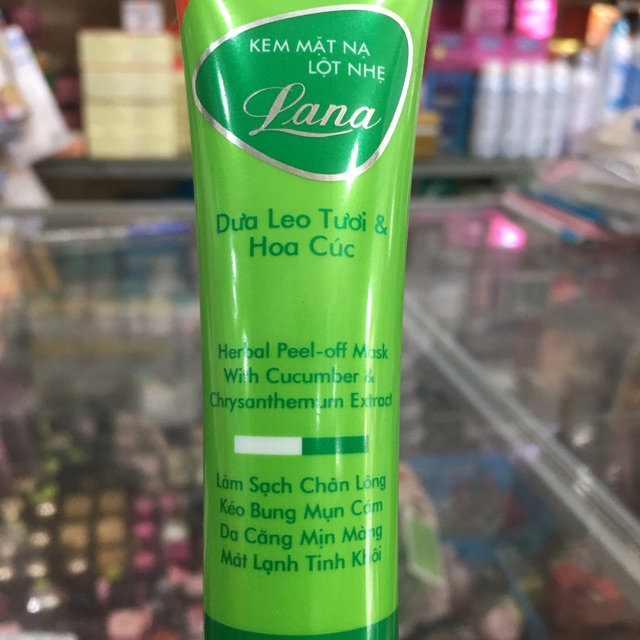 KEM MẶT NẠ
LỘT NHẸ
Lana
Dưa Leo Tươi &
Hoa Cúc
Herbal Peel-off Mask
With Cucumber &
Chrysanthemum Extract
Làm Sạch Chân Lông
Kéo Bung Mụn Cám
Da Căng Mịn Màng
Mát Lạnh Tinh Khôi